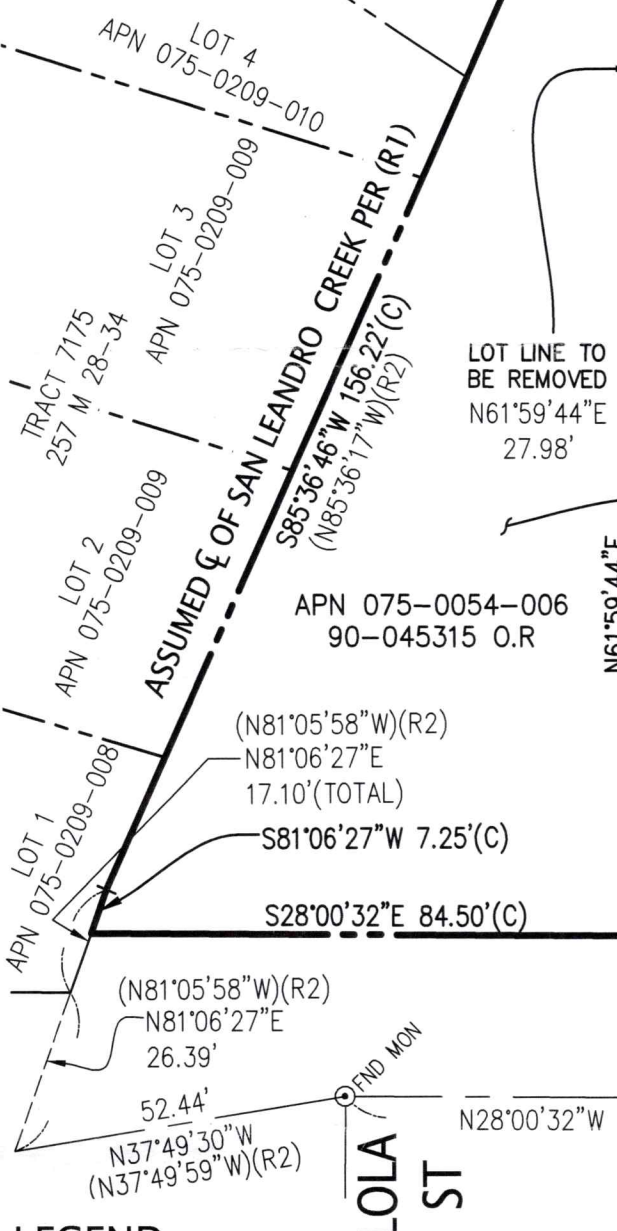 LOT 4
APN 075-0209-010
LOT 3
APN 075-0209-009
TRACT 7175
257 M 28-34
LOT 2
APN 075-0209-009
LOT 1
APN 075-0209-008
ASSUMED ℄ OF SAN LEANDRO CREEK PER (R1)
S85°36'46"W 156.22'(C)
(N85°36'17"W)(R2)
LOT LINE TO
BE REMOVED
N61°59'44"E
27.98'
N61°59'44"E
APN 075-0054-006
90-045315 O.R
(N81°05'58"W)(R2)
N81°06'27"E
17.10'(TOTAL)
S81°06'27"W 7.25'(C)
S28°00'32"E 84.50'(C)
(N81°05'58"W)(R2)
N81°06'27"E
26.39'
52.44'
N37°49'30"W
(N37°49'59"W)(R2)
FND MON
N28°00'32"W
LOLA
ST
LEGEND